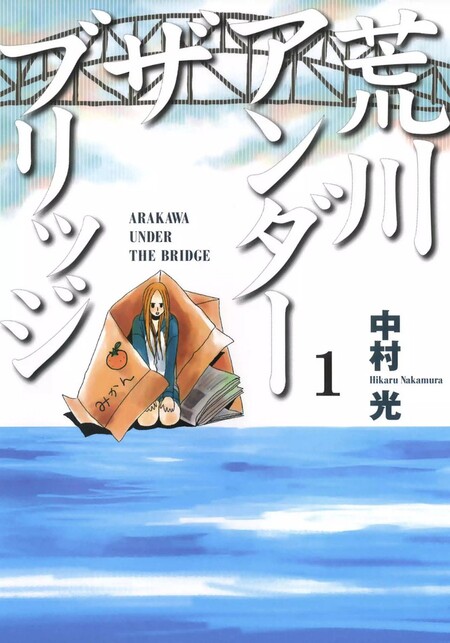 荒川
アンダー
ザ
ブリッジ
ARAKAWA
UNDER
THE BRIDGE
みかん
1
中村 光
Hikaru Nakamura